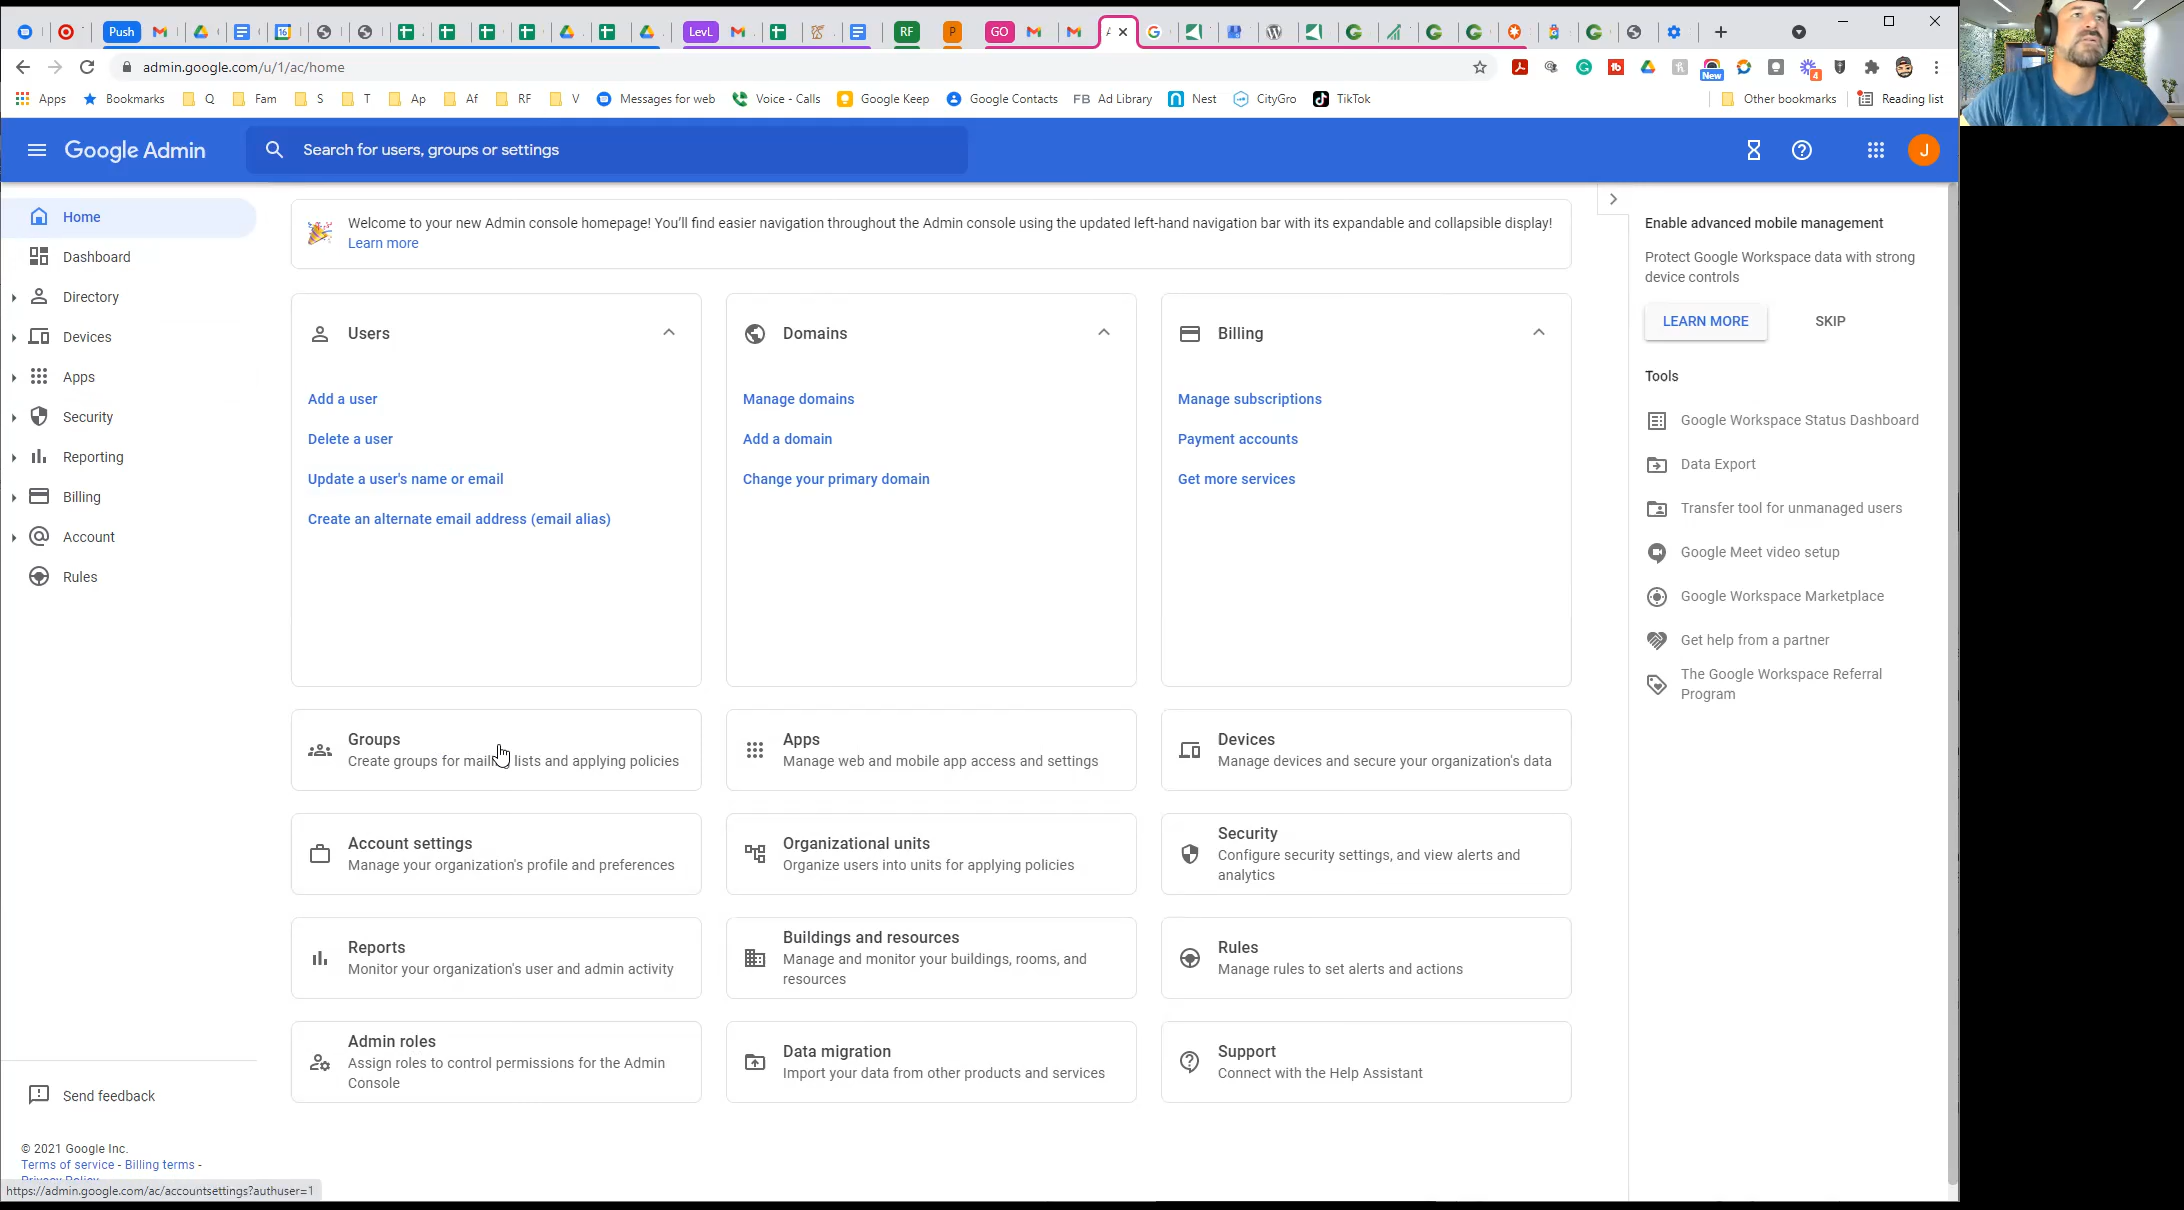 Push
16
LevL
RF
P
GO
admin.google.com/u/1/ac/home
New
4
Apps
Bookmarks
Q
Fam
S
T
Ap
Af
RF
V
Messages for web
Voice - Calls
Google Keep
Google Contacts
FB Ad Library
Nest
CityGro
TikTok
Other bookmarks
Reading list
Google Admin
Search for users, groups or settings
J
Home
Dashboard
Directory
Devices
Apps
Security
Reporting
Billing
Account
Rules
Send feedback
© 2021 Google Inc.
Terms of service - Billing terms -
Privacy Policy
https://admin.google.com/ac/accountsettings?authuser=1
Welcome to your new Admin console homepage! You'll find easier navigation throughout the Admin console using the updated left-hand navigation bar with its expandable and collapsible display!
Learn more
Users
Add a user
Delete a user
Update a user's name or email
Create an alternate email address (email alias)
Domains
Manage domains
Add a domain
Change your primary domain
Billing
Manage subscriptions
Payment accounts
Get more services
Groups
Create groups for mailing lists and applying policies
Apps
Manage web and mobile app access and settings
Devices
Manage devices and secure your organization's data
Account settings
Manage your organization's profile and preferences
Organizational units
Organize users into units for applying policies
Security
Configure security settings, and view alerts and
analytics
Reports
Monitor your organization's user and admin activity
Buildings and resources
Manage and monitor your buildings, rooms, and
resources
Rules
Manage rules to set alerts and actions
Admin roles
Assign roles to control permissions for the Admin
Console
Data migration
Import your data from other products and services
Support
Connect with the Help Assistant
Enable advanced mobile management
Protect Google Workspace data with strong
device controls
LEARN MORE
SKIP
Tools
Google Workspace Status Dashboard
Data Export
Transfer tool for unmanaged users
Google Meet video setup
Google Workspace Marketplace
Get help from a partner
The Google Workspace Referral
Program